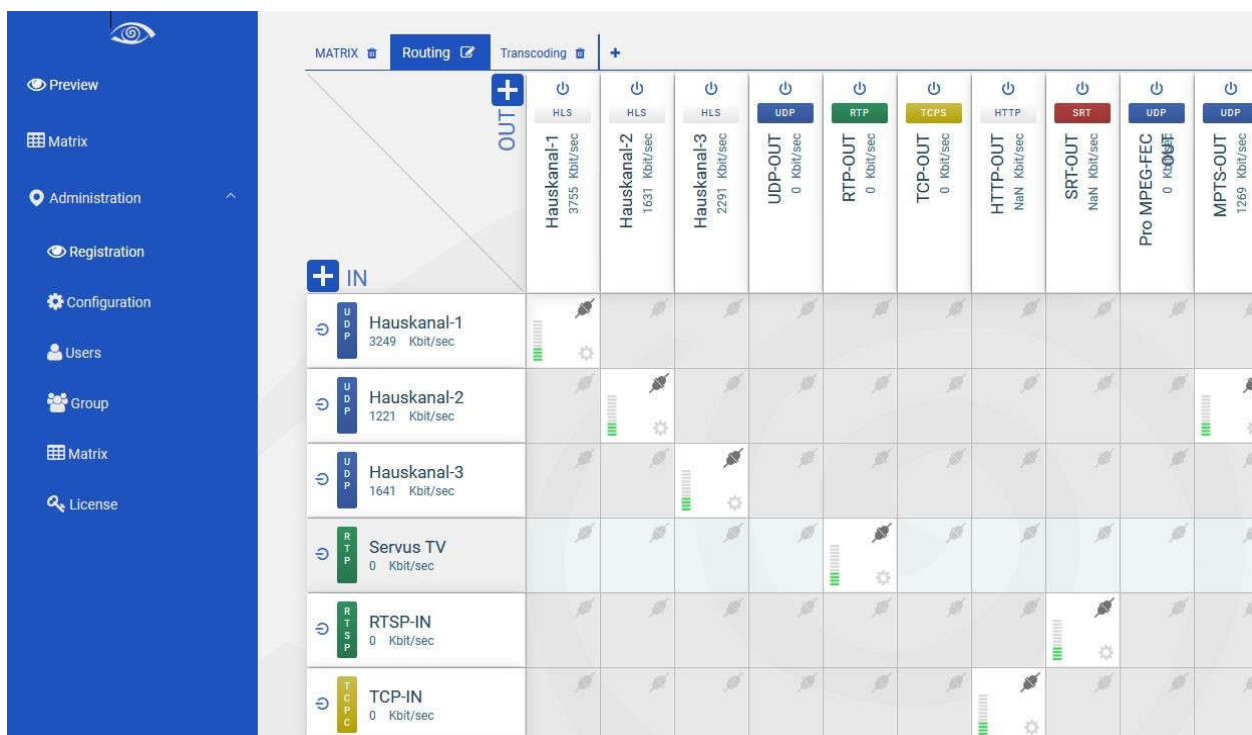 MATRIX
Routing
Transcoding
+
Preview
Matrix
Administration
Registration
Configuration
Users
Group
Matrix
License
OUT
IN
HLS
Hauskanal-1
3755 Kbit/sec
HLS
Hauskanal-2
1631 Kbit/sec
HLS
Hauskanal-3
2291 Kbit/sec
UDP
UDP-OUT
0 Kbit/sec
RTP
RTP-OUT
0 Kbit/sec
TCPS
TCP-OUT
0 Kbit/sec
HTTP
HTTP-OUT
NaN Kbit/sec
SRT
SRT-OUT
NaN Kbit/sec
UDP
Pro MPEG-FEC
OUT
0 Kbit/sec
UDP
MPTS-OUT
1269 Kbit/sec
UDP
Hauskanal-1
3249 Kbit/sec
UDP
Hauskanal-2
1221 Kbit/sec
UDP
Hauskanal-3
1641 Kbit/sec
RTP
Servus TV
0 Kbit/sec
RTSP
RTSP-IN
0 Kbit/sec
TCPC
TCP-IN
0 Kbit/sec